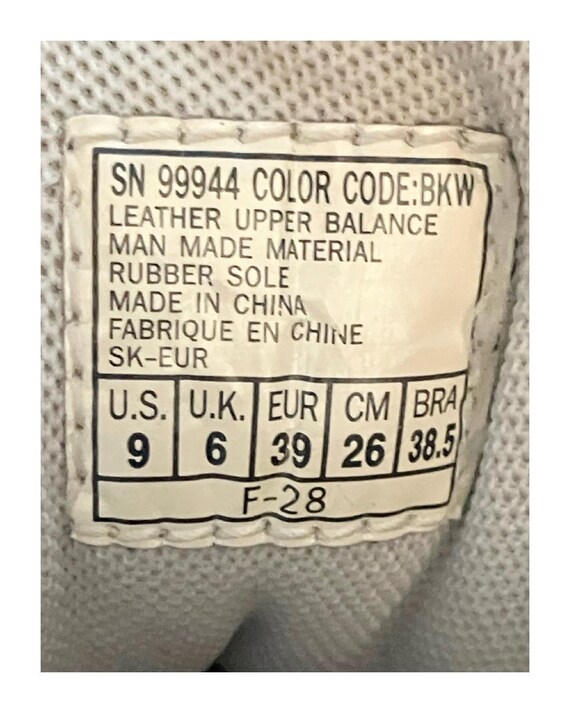 SN 99944 COLOR CODE:BKW
LEATHER UPPER BALANCE
MAN MADE MATERIAL
RUBBER SOLE
MADE IN CHINA
FABRIQUE EN CHINE
SK-EUR
U.S. U.K. EUR CM BRA
9 6 39 26 38.5
F-28